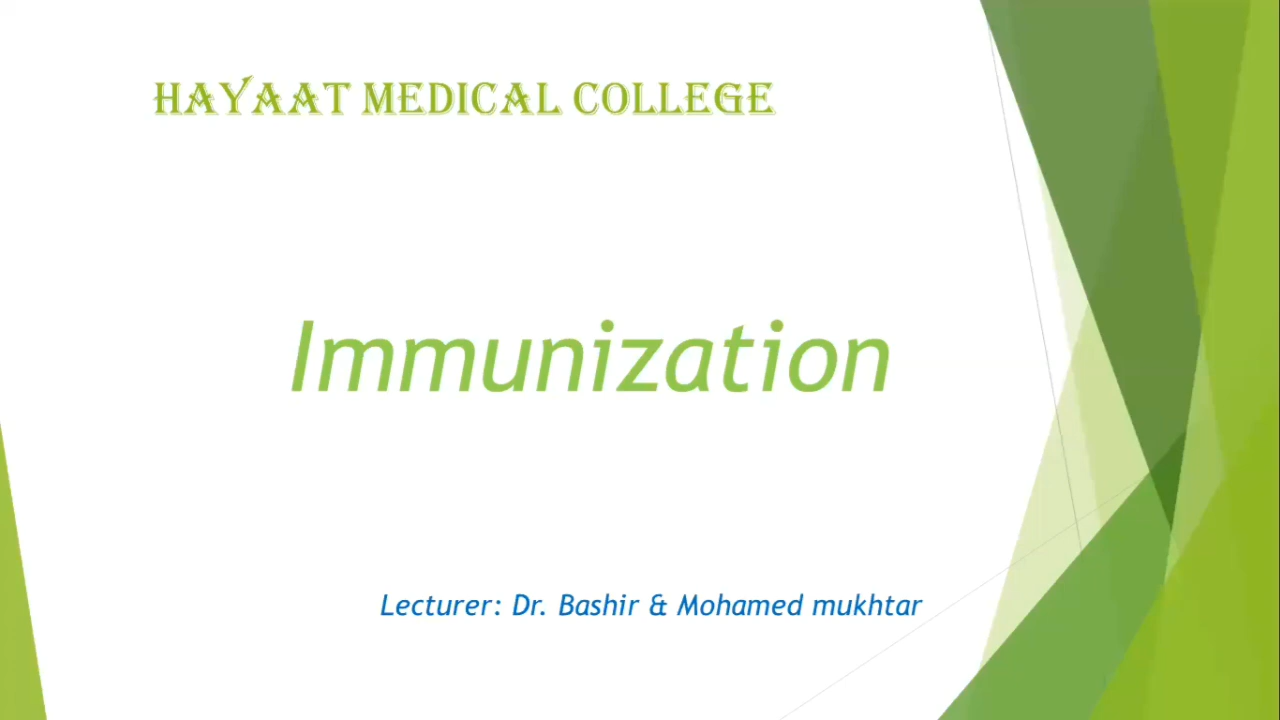 HAYAAT MEDICAL COLLEGE
Immunization
Lecturer: Dr. Bashir & Mohamed mukhtar